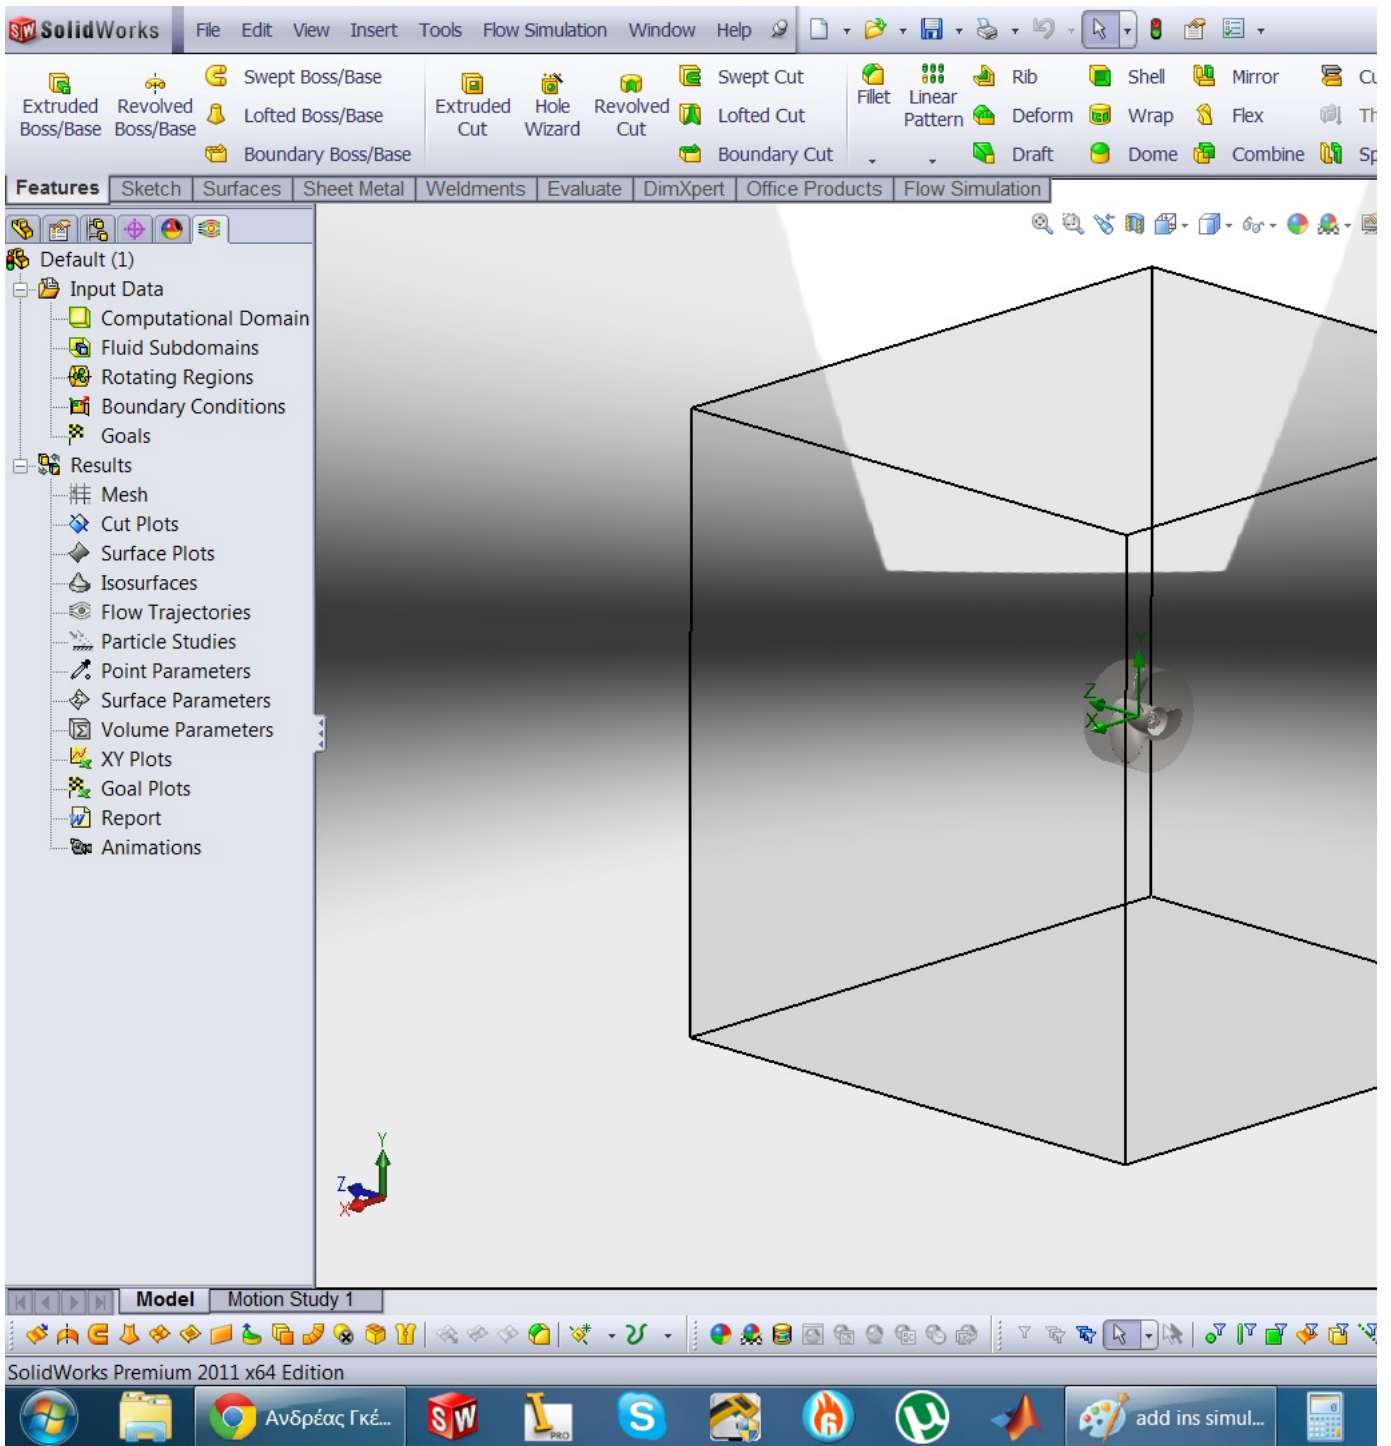 SolidWorks File Edit View Insert Tools Flow Simulation Window Help
Extruded Boss/Base
Revolved Boss/Base
Swept Boss/Base
Lofted Boss/Base
Boundary Boss/Base
Extruded Cut
Hole Wizard
Revolved Cut
Swept Cut
Lofted Cut
Boundary Cut
Fillet
Linear Pattern
Rib
Deform
Draft
Shell
Wrap
Dome
Mirror
Flex
Combine
Features Sketch Surfaces Sheet Metal Weldments Evaluate DimXpert Office Products Flow Simulation
Default (1)
Input Data
Computational Domain
Fluid Subdomains
Rotating Regions
Boundary Conditions
Goals
Results
Mesh
Cut Plots
Surface Plots
Isosurfaces
Flow Trajectories
Particle Studies
Point Parameters
Surface Parameters
Volume Parameters
XY Plots
Goal Plots
Report
Animations
Y
Z
X
Y
Z
X
Model Motion Study 1
SolidWorks Premium 2011 x64 Edition
Ανδρέας Γκέ... SW PRO add ins simul...